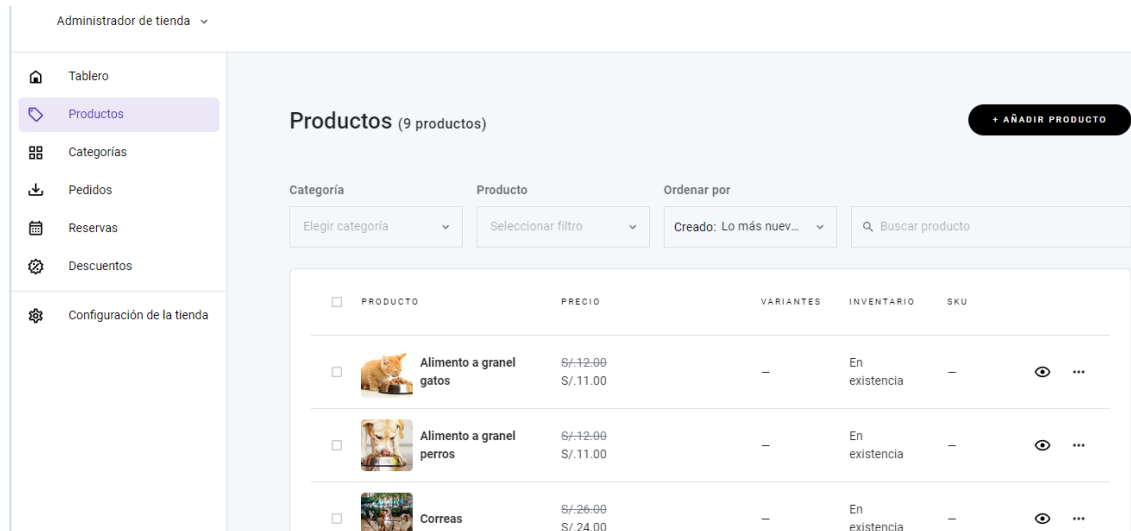 Administrador de tienda
Tablero
Productos
Categorías
Pedidos
Reservas
Descuentos
Configuración de la tienda
Productos (9 productos)
+ AÑADIR PRODUCTO
Categoría Producto Ordenar por
Elegir categoría Seleccionar filtro Creado: Lo más nuev... Buscar producto
PRODUCTO PRECIO VARIANTES INVENTARIO SKU
Alimento a granel S/.12.00 En
gatos S/.11.00 — existencia —
Alimento a granel S/.12.00 En
perros S/.11.00 — existencia —
S/.26.00 En
Correas S/.24.00 — existencia —